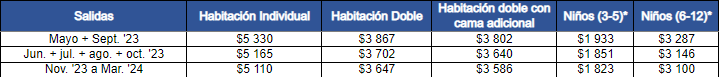 Salidas Habitación Individual Habitación Doble Habitación doble con cama adicional Niños (3-5)* Niños (6-12)*
Mayo + Sept. '23 $5 330 $3 867 $3 802 $1 933 $3 287
Jun. + jul. + ago. + oct. '23 $5 165 $3 702 $3 640 $1 851 $3 146
Nov. '23 a Mar. '24 $5 110 $3 647 $3 586 $1 823 $3 100